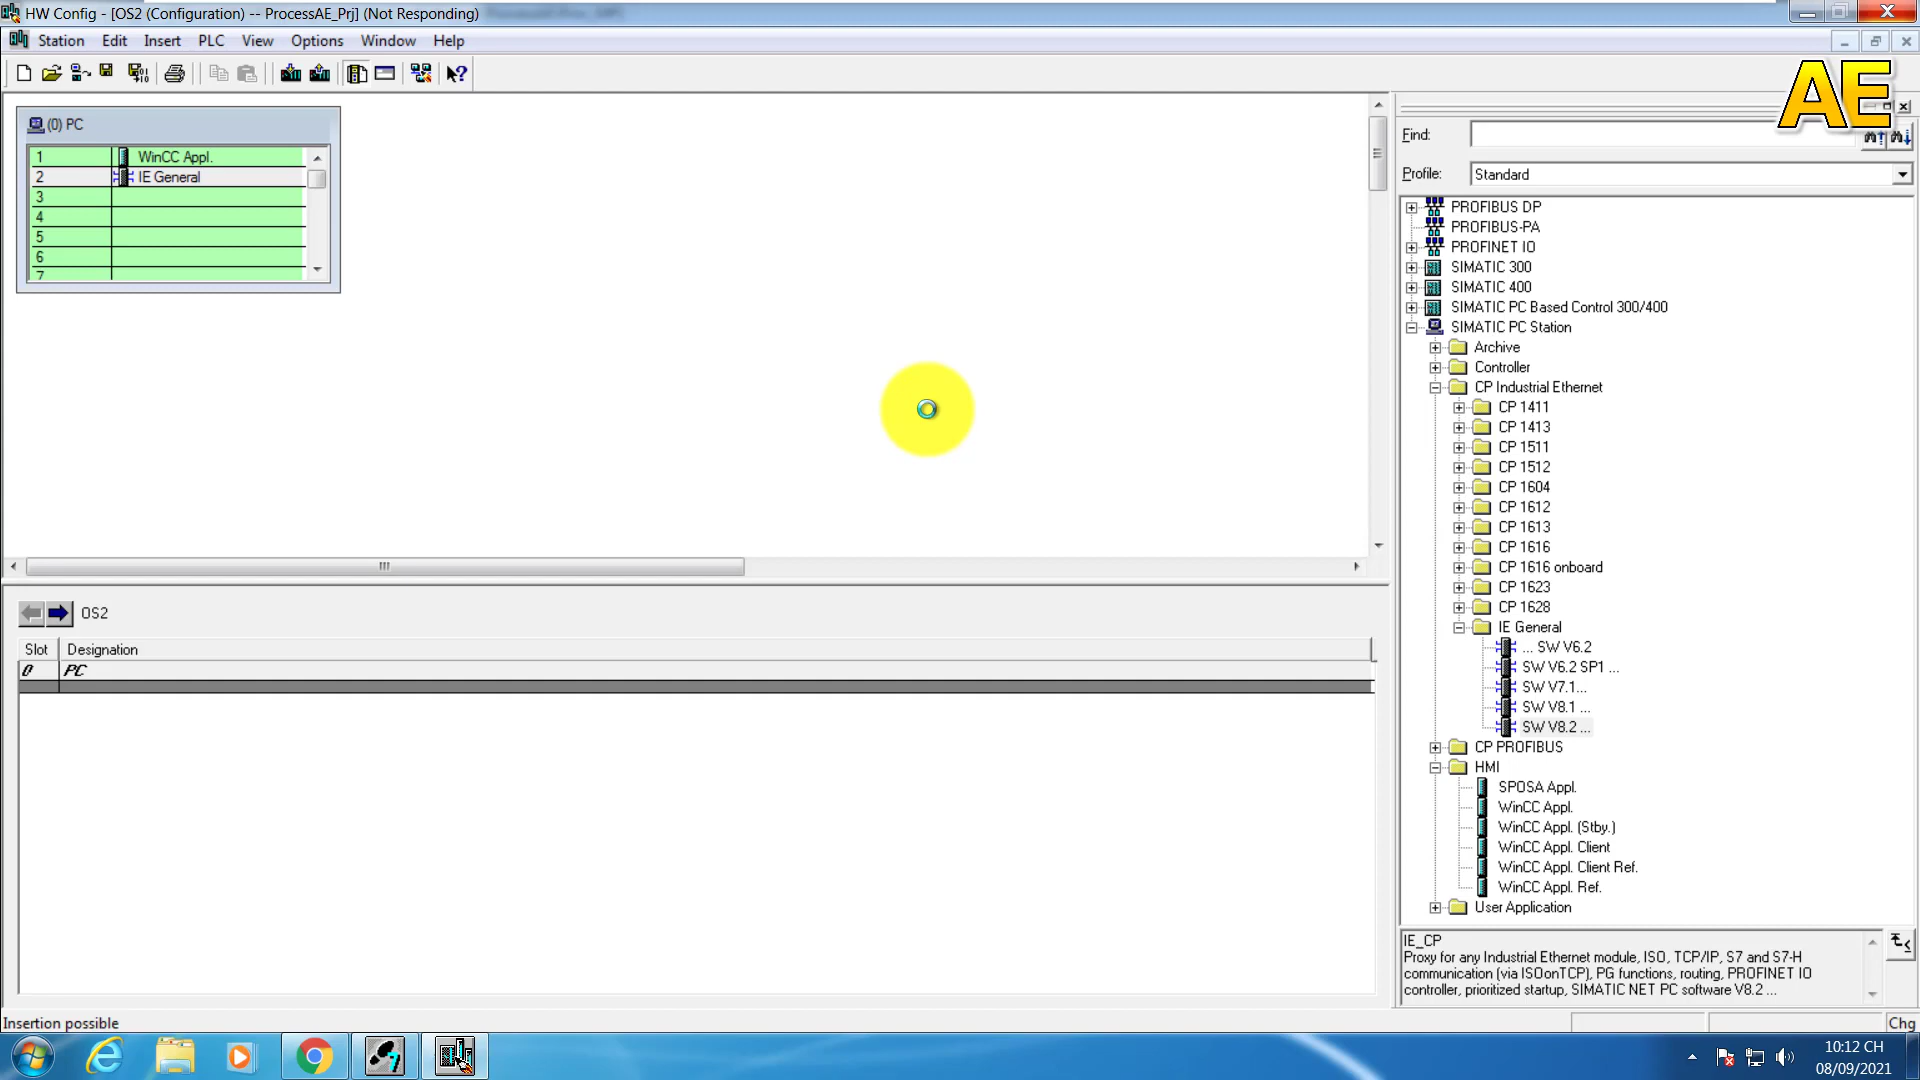 HW Config - [OS2 (Configuration) -- ProcessAE_Prj] (Not Responding)
Station Edit Insert PLC View Options Window Help
AE
(0) PC
1 WinCC Appl.
2 IE General
3
4
5
6
7
Find:
Profile: Standard
PROFIBUS DP
PROFIBUS-PA
PROFINET IO
SIMATIC 300
SIMATIC 400
SIMATIC PC Based Control 300/400
SIMATIC PC Station
Archive
Controller
CP Industrial Ethernet
CP 1411
CP 1413
CP 1511
CP 1512
CP 1604
CP 1612
CP 1613
CP 1616
CP 1616 onboard
CP 1623
CP 1628
IE General
... SW V6.2
SW V6.2 SP1 ...
SW V7.1...
SW V8.1 ...
SW V8.2 ...
CP PROFIBUS
HMI
SPOSA Appl.
WinCC Appl.
WinCC Appl. (Stby.)
WinCC Appl. Client
WinCC Appl. Client Ref.
WinCC Appl. Ref.
User Application
OS2
Slot Designation
0 PC
IE_CP
Proxy for any Industrial Ethernet module, ISO, TCP/IP, S7 and S7-H
communication (via ISOonTCP), PG functions, routing, PROFINET IO
controller, prioritized startup, SIMATIC NET PC software V8.2 ...
Insertion possible
Chg
10:12 CH
08/09/2021